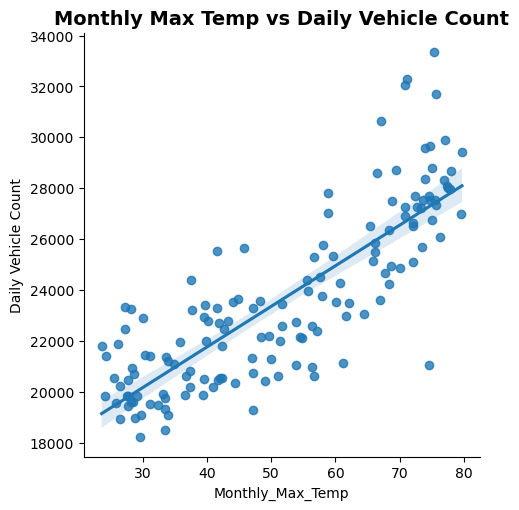 Monthly Max Temp vs Daily Vehicle Count
34000
32000
30000
28000
26000
24000
22000
20000
18000
Daily Vehicle Count
30 40 50 60 70 80
Monthly_Max_Temp